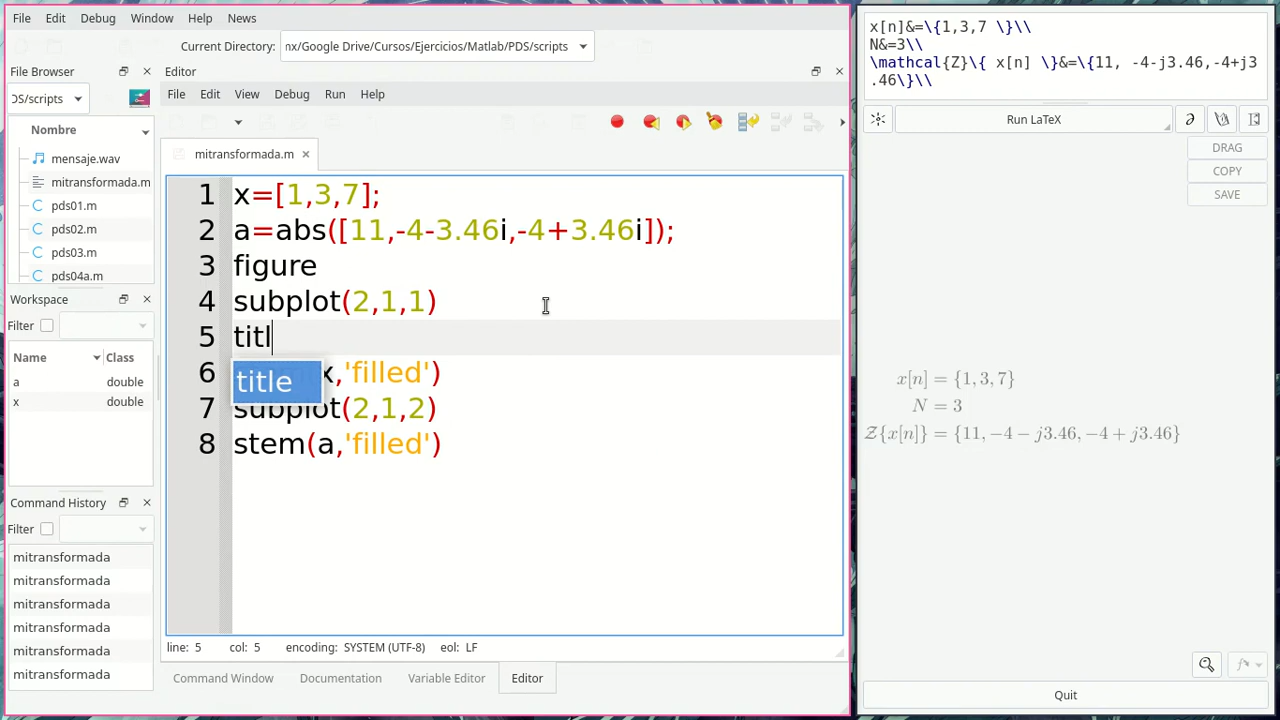 File Edit Debug Window Help News
Current Directory: nx/Google Drive/Cursos/Ejercicios/Matlab/PDS/scripts
File Browser
DS/scripts
Nombre
mensaje.wav
mitransformada.m
pds01.m
pds02.m
pds03.m
pds04a.m
Workspace
Filter
Name Class
a double
x double
Command History
Filter
mitransformada
mitransformada
mitransformada
mitransformada
mitransformada
mitransformada
Editor
File Edit View Debug Run Help
mitransformada.m
1 x=[1,3,7];
2 a=abs([11,-4-3.46i,-4+3.46i]);
3 figure
4 subplot(2,1,1)
5 titl
title
6 x,'filled')
7 subplot(2,1,2)
8 stem(a,'filled')
line: 5 col: 5 encoding: SYSTEM (UTF-8) eol: LF
Command Window Documentation Variable Editor Editor
x[n]&=\{1,3,7 \}\\
N&=3\\
\mathcal{Z}\{ x[n] \}&=\{11, -4-j3.46,-4+j3
.46\}\\
Run LaTeX
DRAG
COPY
SAVE
x[n] = {1, 3, 7}
N = 3
𝒵{x[n]} = {11, −4 − j3.46, −4 + j3.46}
Quit